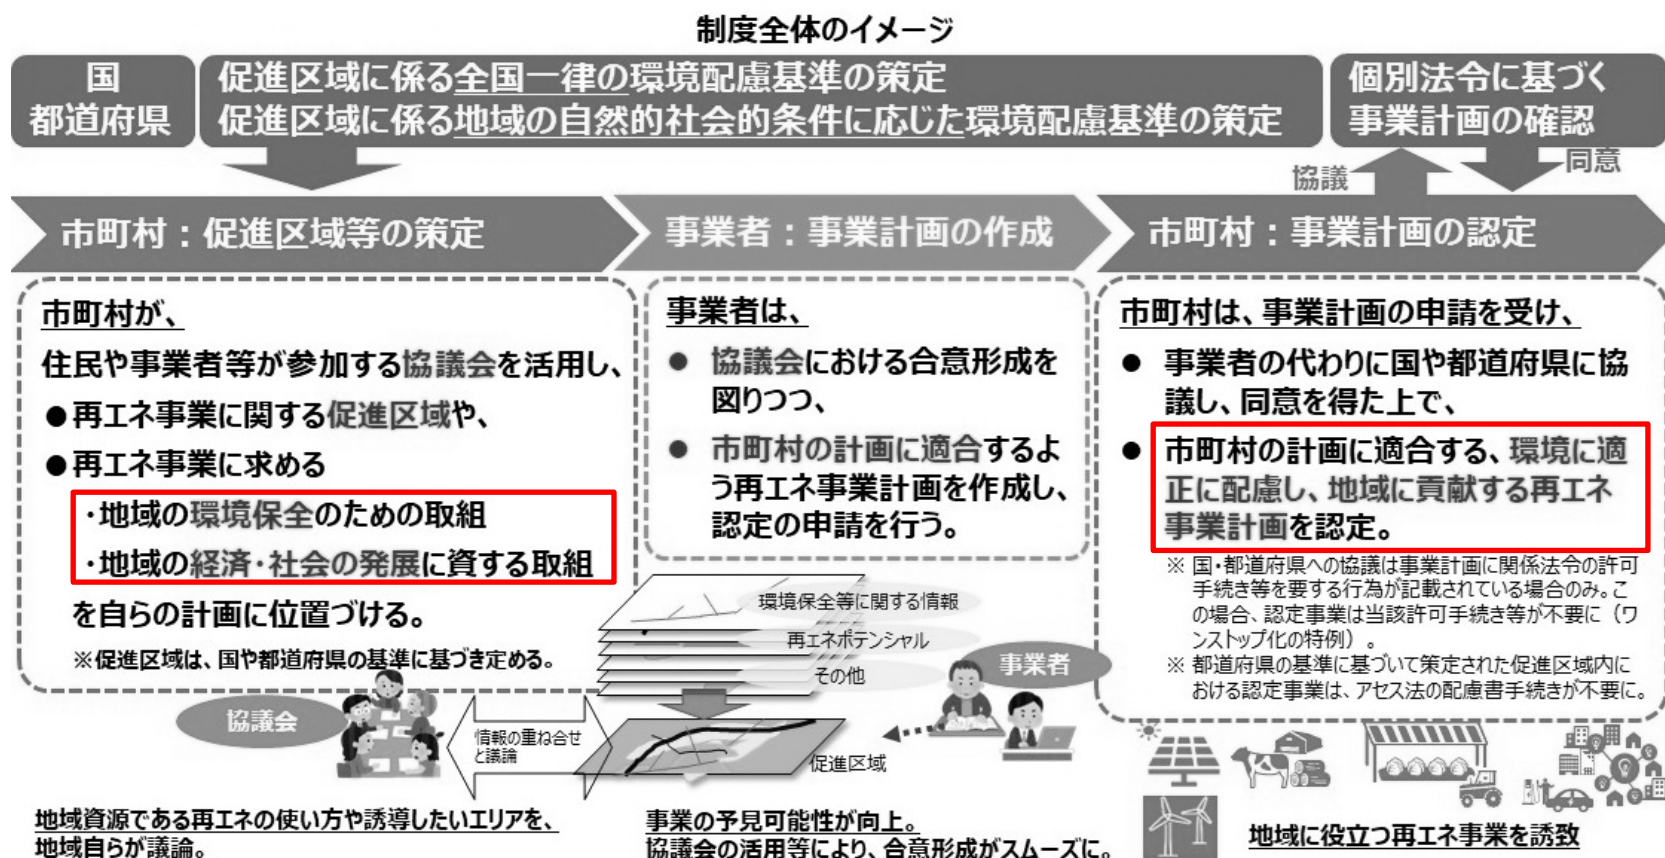 制度全体のイメージ
国
都道府県
促進区域に係る全国一律の環境配慮基準の策定
促進区域に係る地域の自然的社会的条件に応じた環境配慮基準の策定
個別法令に基づく
事業計画の確認
協議
同意
市町村：促進区域等の策定
事業者：事業計画の作成
市町村：事業計画の認定
市町村が、
住民や事業者等が参加する協議会を活用し、
●再エネ事業に関する促進区域や、
●再エネ事業に求める
・地域の環境保全のための取組
・地域の経済・社会の発展に資する取組
を自らの計画に位置づける。
※促進区域は、国や都道府県の基準に基づき定める。
事業者は、
● 協議会における合意形成を
図りつつ、
● 市町村の計画に適合するよ
う再エネ事業計画を作成し、
認定の申請を行う。
市町村は、事業計画の申請を受け、
● 事業者の代わりに国や都道府県に協
議し、同意を得た上で、
● 市町村の計画に適合する、環境に適
正に配慮し、地域に貢献する再エネ
事業計画を認定。
※ 国・都道府県への協議は事業計画に関係法令の許可
手続き等を要する行為が記載されている場合のみ。こ
の場合、認定事業は当該許可手続き等が不要に（ワ
ンストップ化の特例）。
※ 都道府県の基準に基づいて策定された促進区域内に
おける認定事業は、アセス法の配慮書手続きが不要に。
環境保全等に関する情報
再エネポテンシャル
その他
事業者
協議会
情報の重ね合せ
と議論
促進区域
地域資源である再エネの使い方や誘導したいエリアを、
地域自らが議論。
事業の予見可能性が向上。
協議会の活用等により、合意形成がスムーズに。
地域に役立つ再エネ事業を誘致